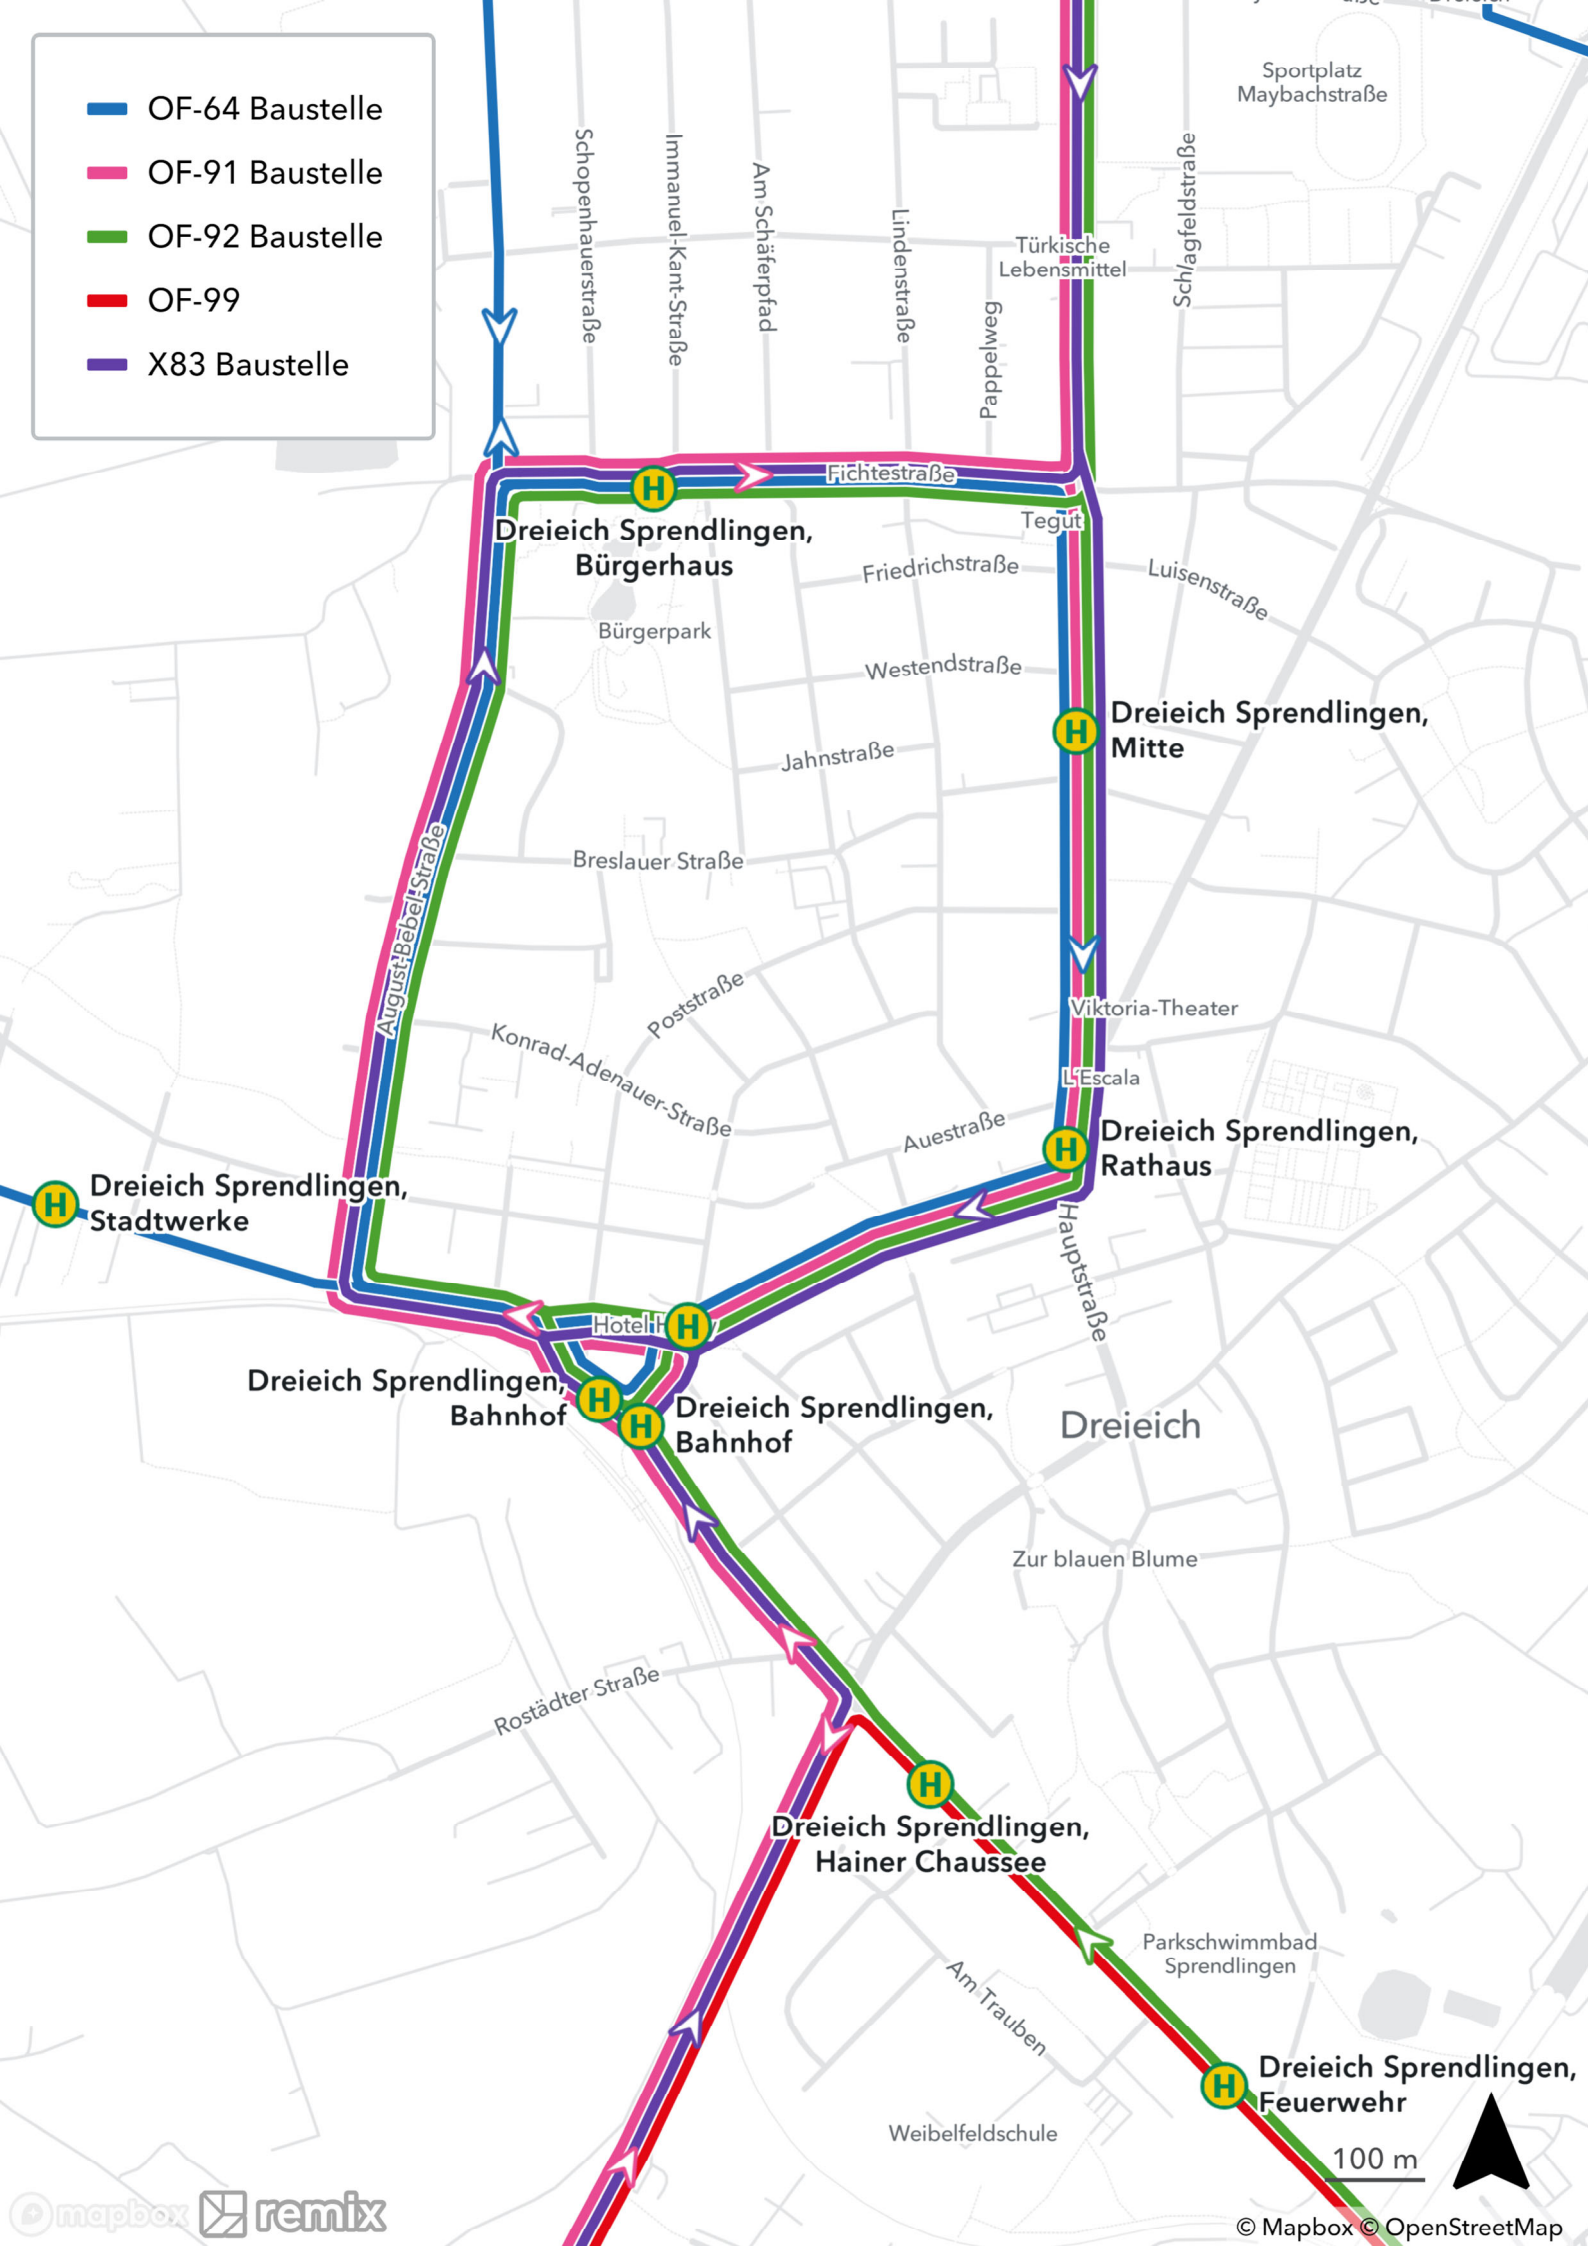 OF-64 Baustelle
OF-91 Baustelle
OF-92 Baustelle
OF-99
X83 Baustelle
Sportplatz
Maybachstraße
Schopenhauerstraße
Immanuel-Kant-Straße
Am Schäferpfad
Lindenstraße
Paddelweg
Türkische
Lebensmittel
Schlagfeldstraße
Fichtestraße
H
Dreieich Sprendlingen,
Bürgerhaus
Tegut
Friedrichstraße
Luisenstraße
Bürgerpark
Westendstraße
H
Dreieich Sprendlingen,
Mitte
Jahnstraße
August-Bebel-Straße
Breslauer Straße
Poststraße
Konrad-Adenauer-Straße
Viktoria-Theater
L'Escala
Auestraße
H
Dreieich Sprendlingen,
Rathaus
H
Dreieich Sprendlingen,
Stadtwerke
Hauptstraße
Hotel
H
Dreieich Sprendlingen,
Bahnhof
H
H
Dreieich Sprendlingen,
Bahnhof
Dreieich
Zur blauen Blume
Rostädter Straße
H
Dreieich Sprendlingen,
Hainer Chaussee
Parkschwimmbad
Sprendlingen
Am Trauben
H
Dreieich Sprendlingen,
Feuerwehr
Weibelfeldschule
100 m
mapbox
remix
© Mapbox © OpenStreetMap